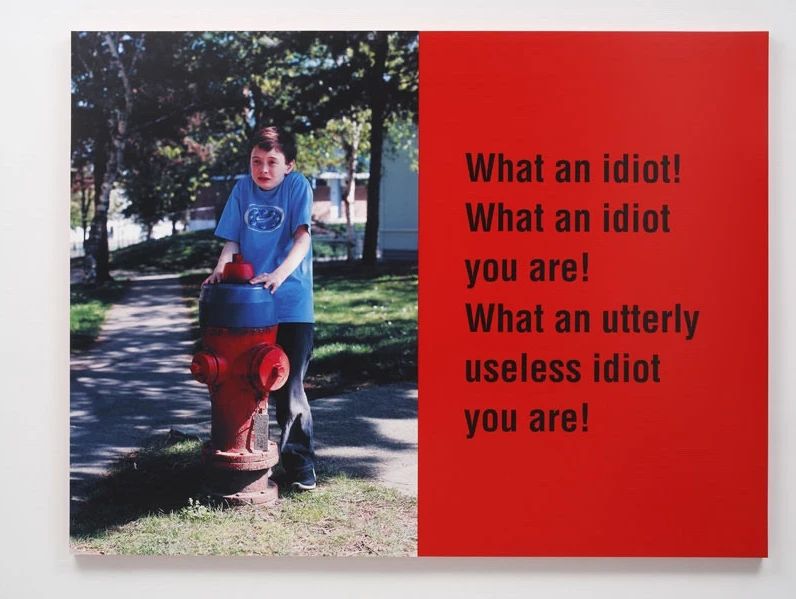 What an idiot!
What an idiot
you are!
What an utterly
useless idiot
you are!